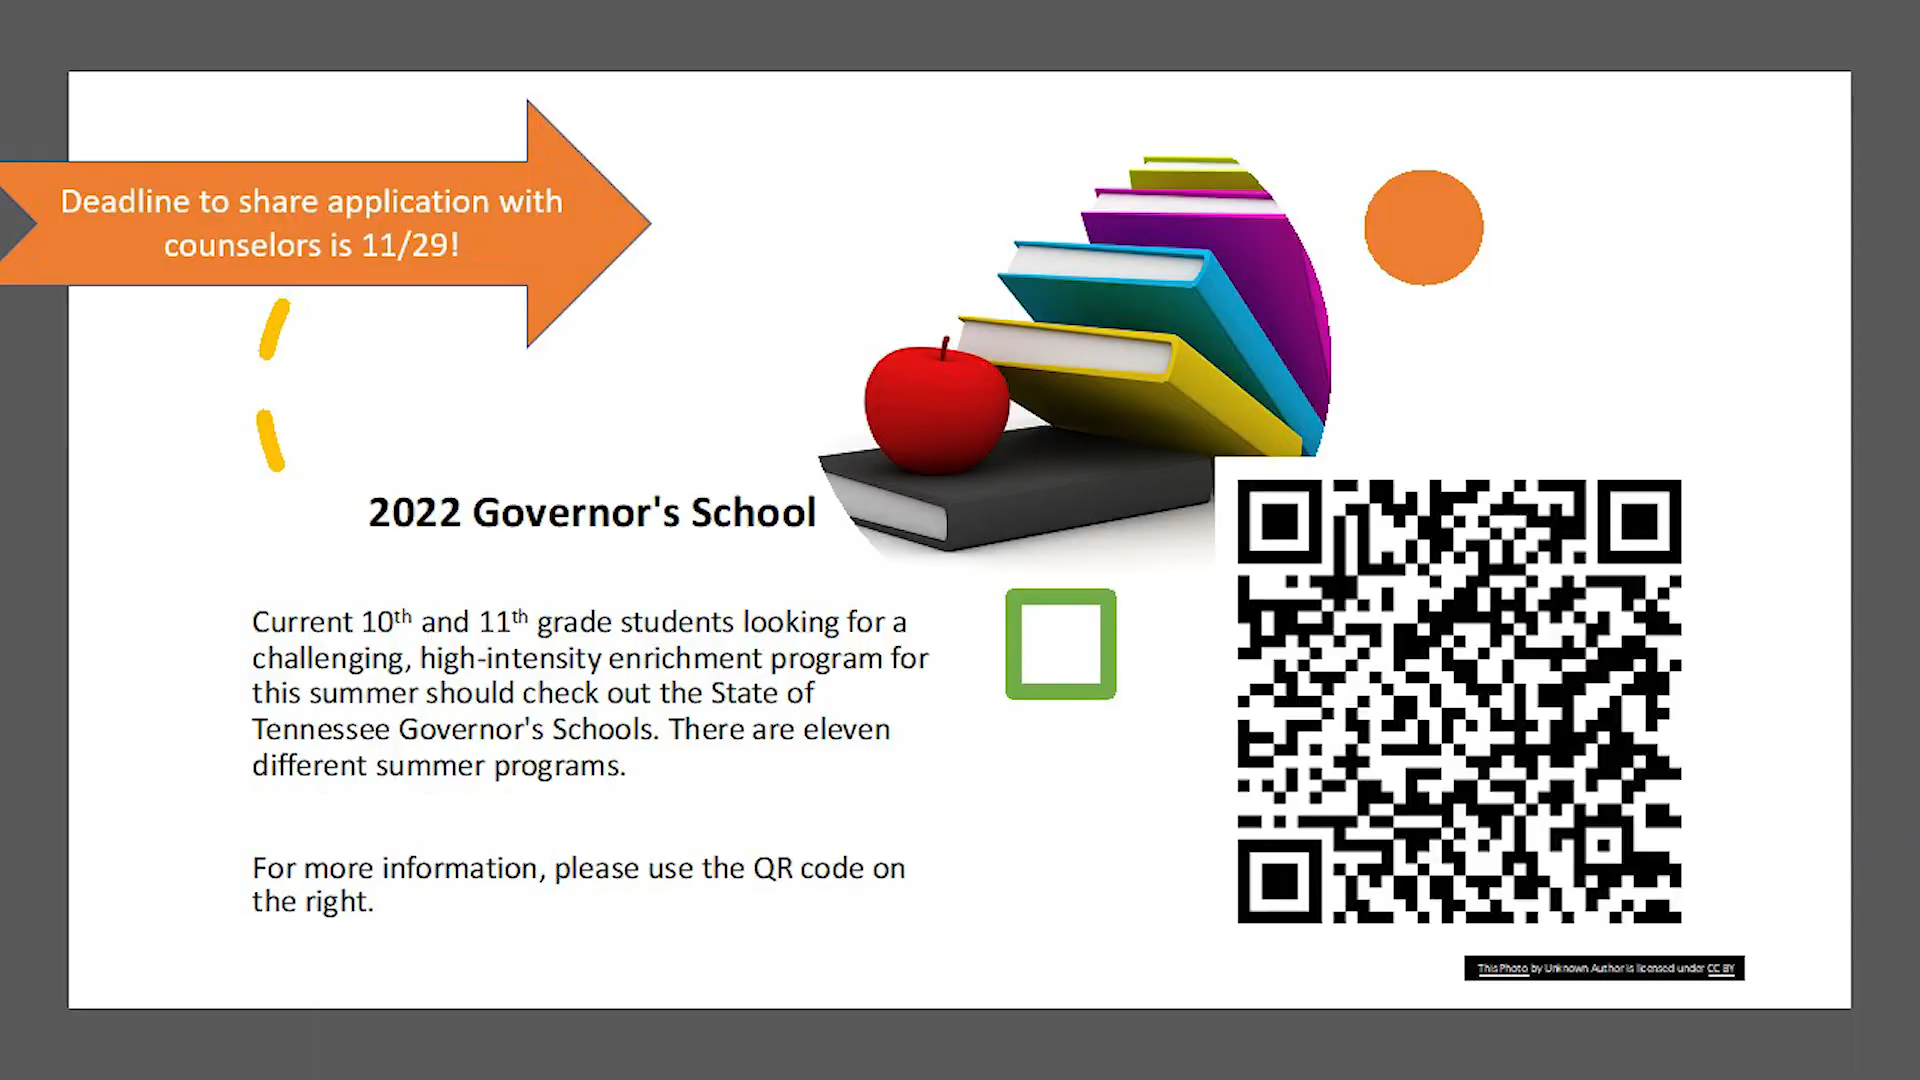 Deadline to share application with
counselors is 11/29!
2022 Governor's School
Current 10th and 11th grade students looking for a
challenging, high-intensity enrichment program for
this summer should check out the State of
Tennessee Governor's Schools. There are eleven
different summer programs.
For more information, please use the QR code on
the right.
This Photo by Unknown Author is licensed under CC BY